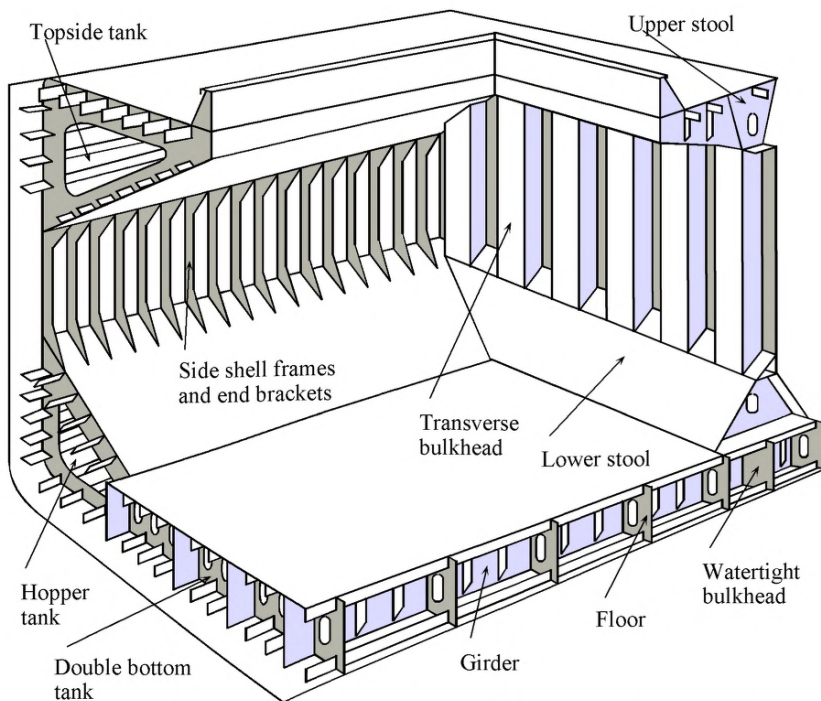 Topside tank
Upper stool
Side shell frames
and end brackets
Transverse
bulkhead
Lower stool
Hopper
tank
Double bottom
tank
Girder
Floor
Watertight
bulkhead